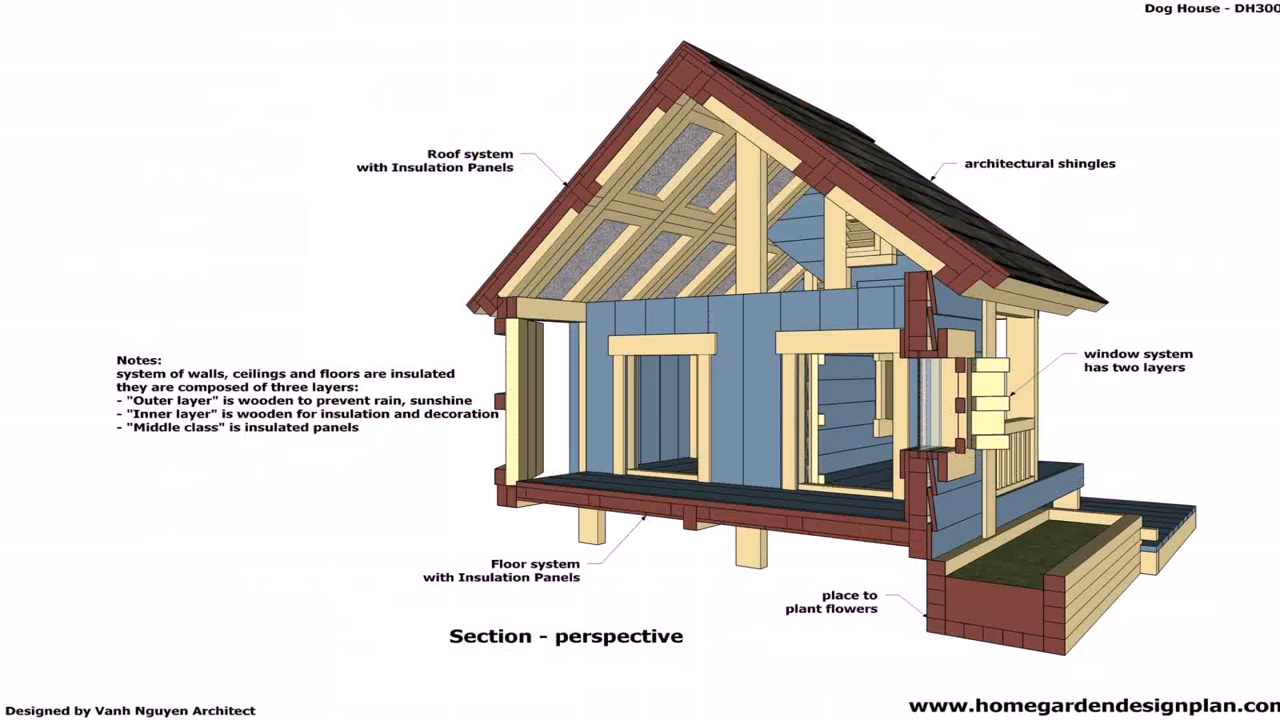 Dog House - DH300
Roof system
with Insulation Panels
architectural shingles
window system
has two layers
Notes:
system of walls, ceilings and floors are insulated
they are composed of three layers:
- "Outer layer" is wooden to prevent rain, sunshine
- "Inner layer" is wooden for insulation and decoration
- "Middle class" is insulated panels
Floor system
with Insulation Panels
place to
plant flowers
Section - perspective
Designed by Vanh Nguyen Architect
www.homegardendesignplan.com